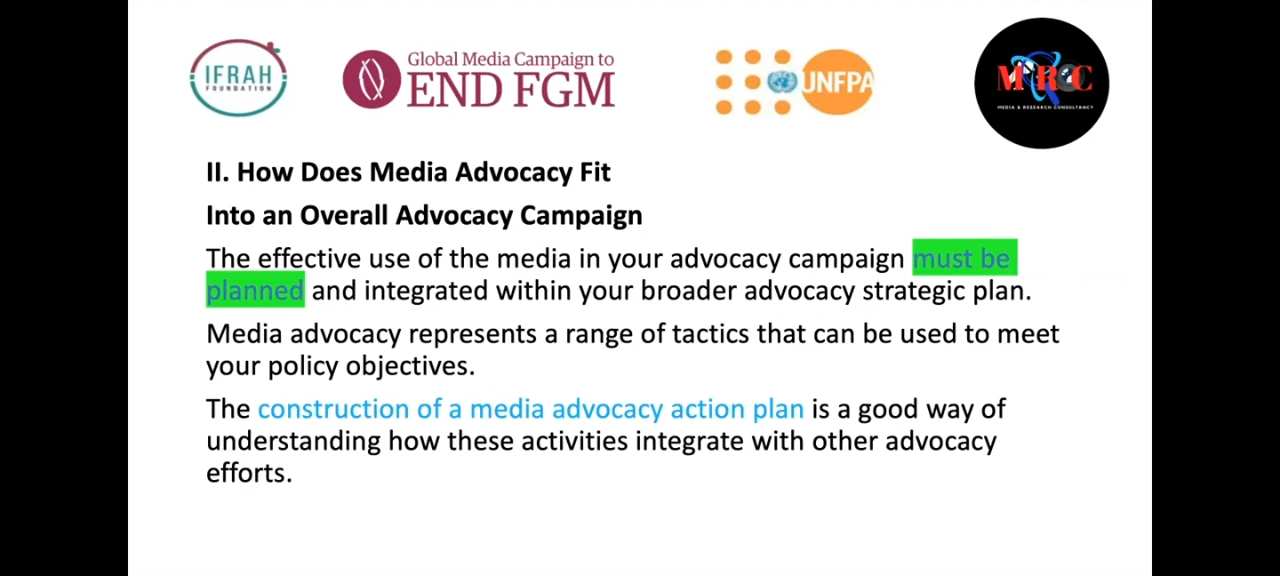 IFRAH
FOUNDATION
Global Media Campaign to
END FGM
UNFPA
MRC
MEDIA & RESEARCH CONSULTANCY
II. How Does Media Advocacy Fit
Into an Overall Advocacy Campaign
The effective use of the media in your advocacy campaign must be
planned and integrated within your broader advocacy strategic plan.
Media advocacy represents a range of tactics that can be used to meet
your policy objectives.
The construction of a media advocacy action plan is a good way of
understanding how these activities integrate with other advocacy
efforts.